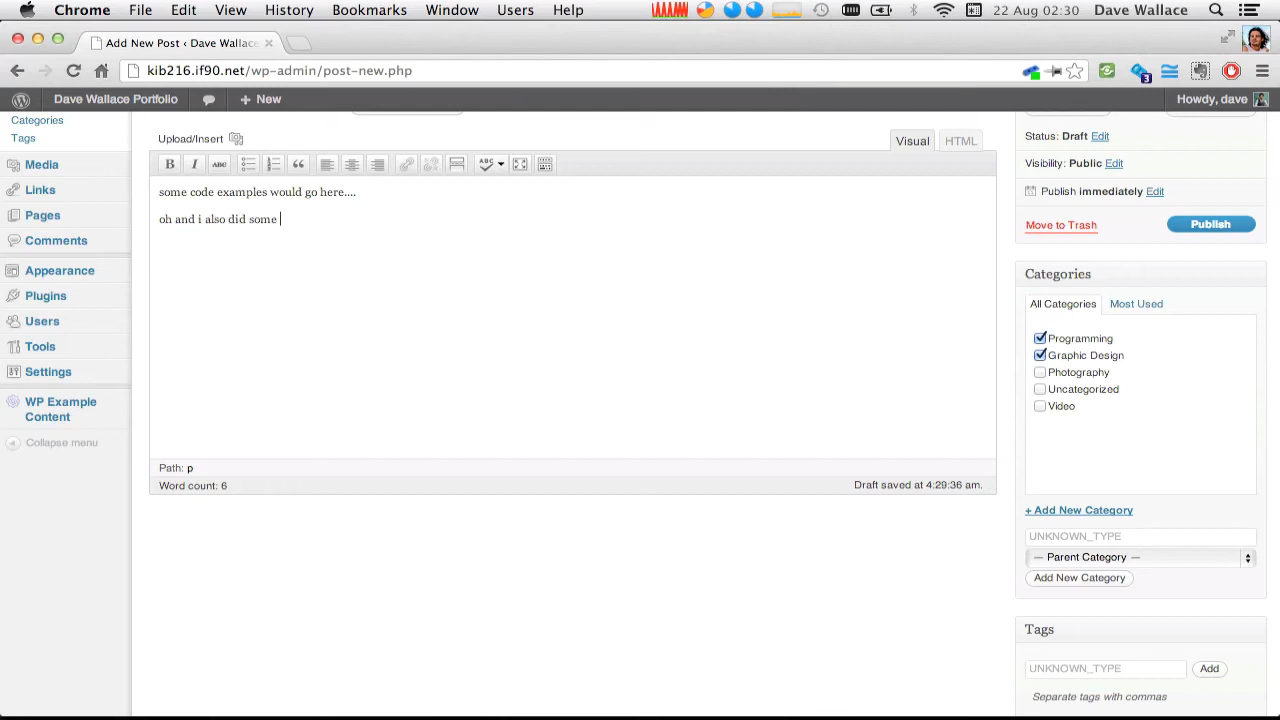 Chrome File Edit View History Bookmarks Window Users Help 22 Aug 02:30 Dave Wallace
Add New Post ‹ Dave Wallace
kib216.if90.net/wp-admin/post-new.php
3
Dave Wallace Portfolio + New Howdy, dave
Categories
Tags
Media
Links
Pages
Comments
Appearance
Plugins
Users
Tools
Settings
WP Example
Content
Collapse menu
Upload/Insert
Visual HTML
B I ABC ABC
some code examples would go here....
oh and i also did some
Path: p
Word count: 6 Draft saved at 4:29:36 am.
Status: Draft Edit
Visibility: Public Edit
Publish immediately Edit
Move to Trash Publish
Categories
All Categories Most Used
Programming
Graphic Design
Photography
Uncategorized
Video
+ Add New Category
UNKNOWN_TYPE
— Parent Category —
Add New Category
Tags
UNKNOWN_TYPE Add
Separate tags with commas